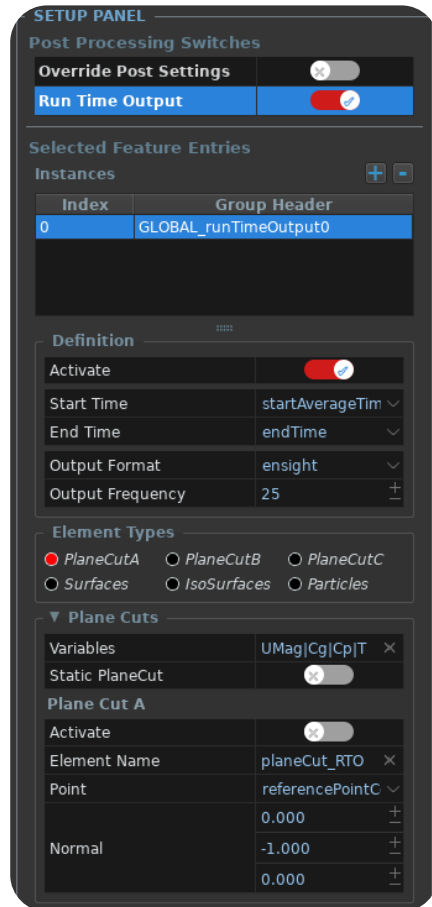 SETUP PANEL
Post Processing Switches
Override Post Settings
Run Time Output
Selected Feature Entries
Instances + -
Index Group Header
0 GLOBAL_runTimeOutput0
Definition
Activate
Start Time startAverageTim
End Time endTime
Output Format ensight
Output Frequency 25
Element Types
PlaneCutA PlaneCutB PlaneCutC
Surfaces IsoSurfaces Particles
▼ Plane Cuts
Variables UMag|Cg|Cp|T
Static PlaneCut
Plane Cut A
Activate
Element Name planeCut_RTO
Point referencePointC
0.000
Normal -1.000
0.000